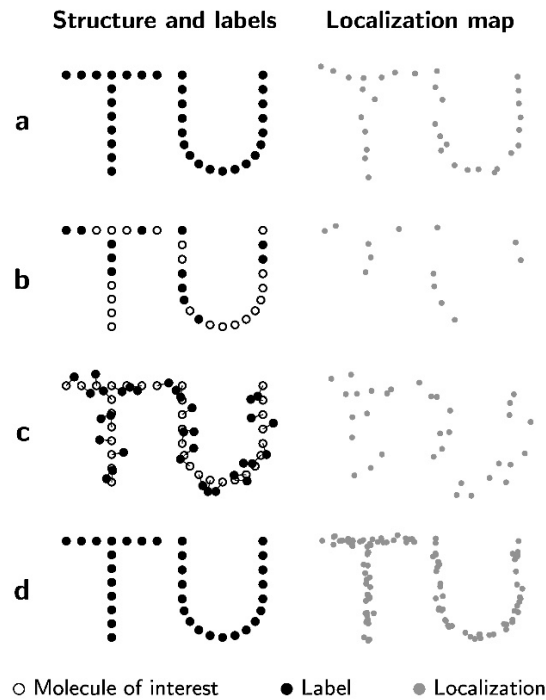 Structure and labels Localization map
a
b
c
d
Molecule of interest Label Localization